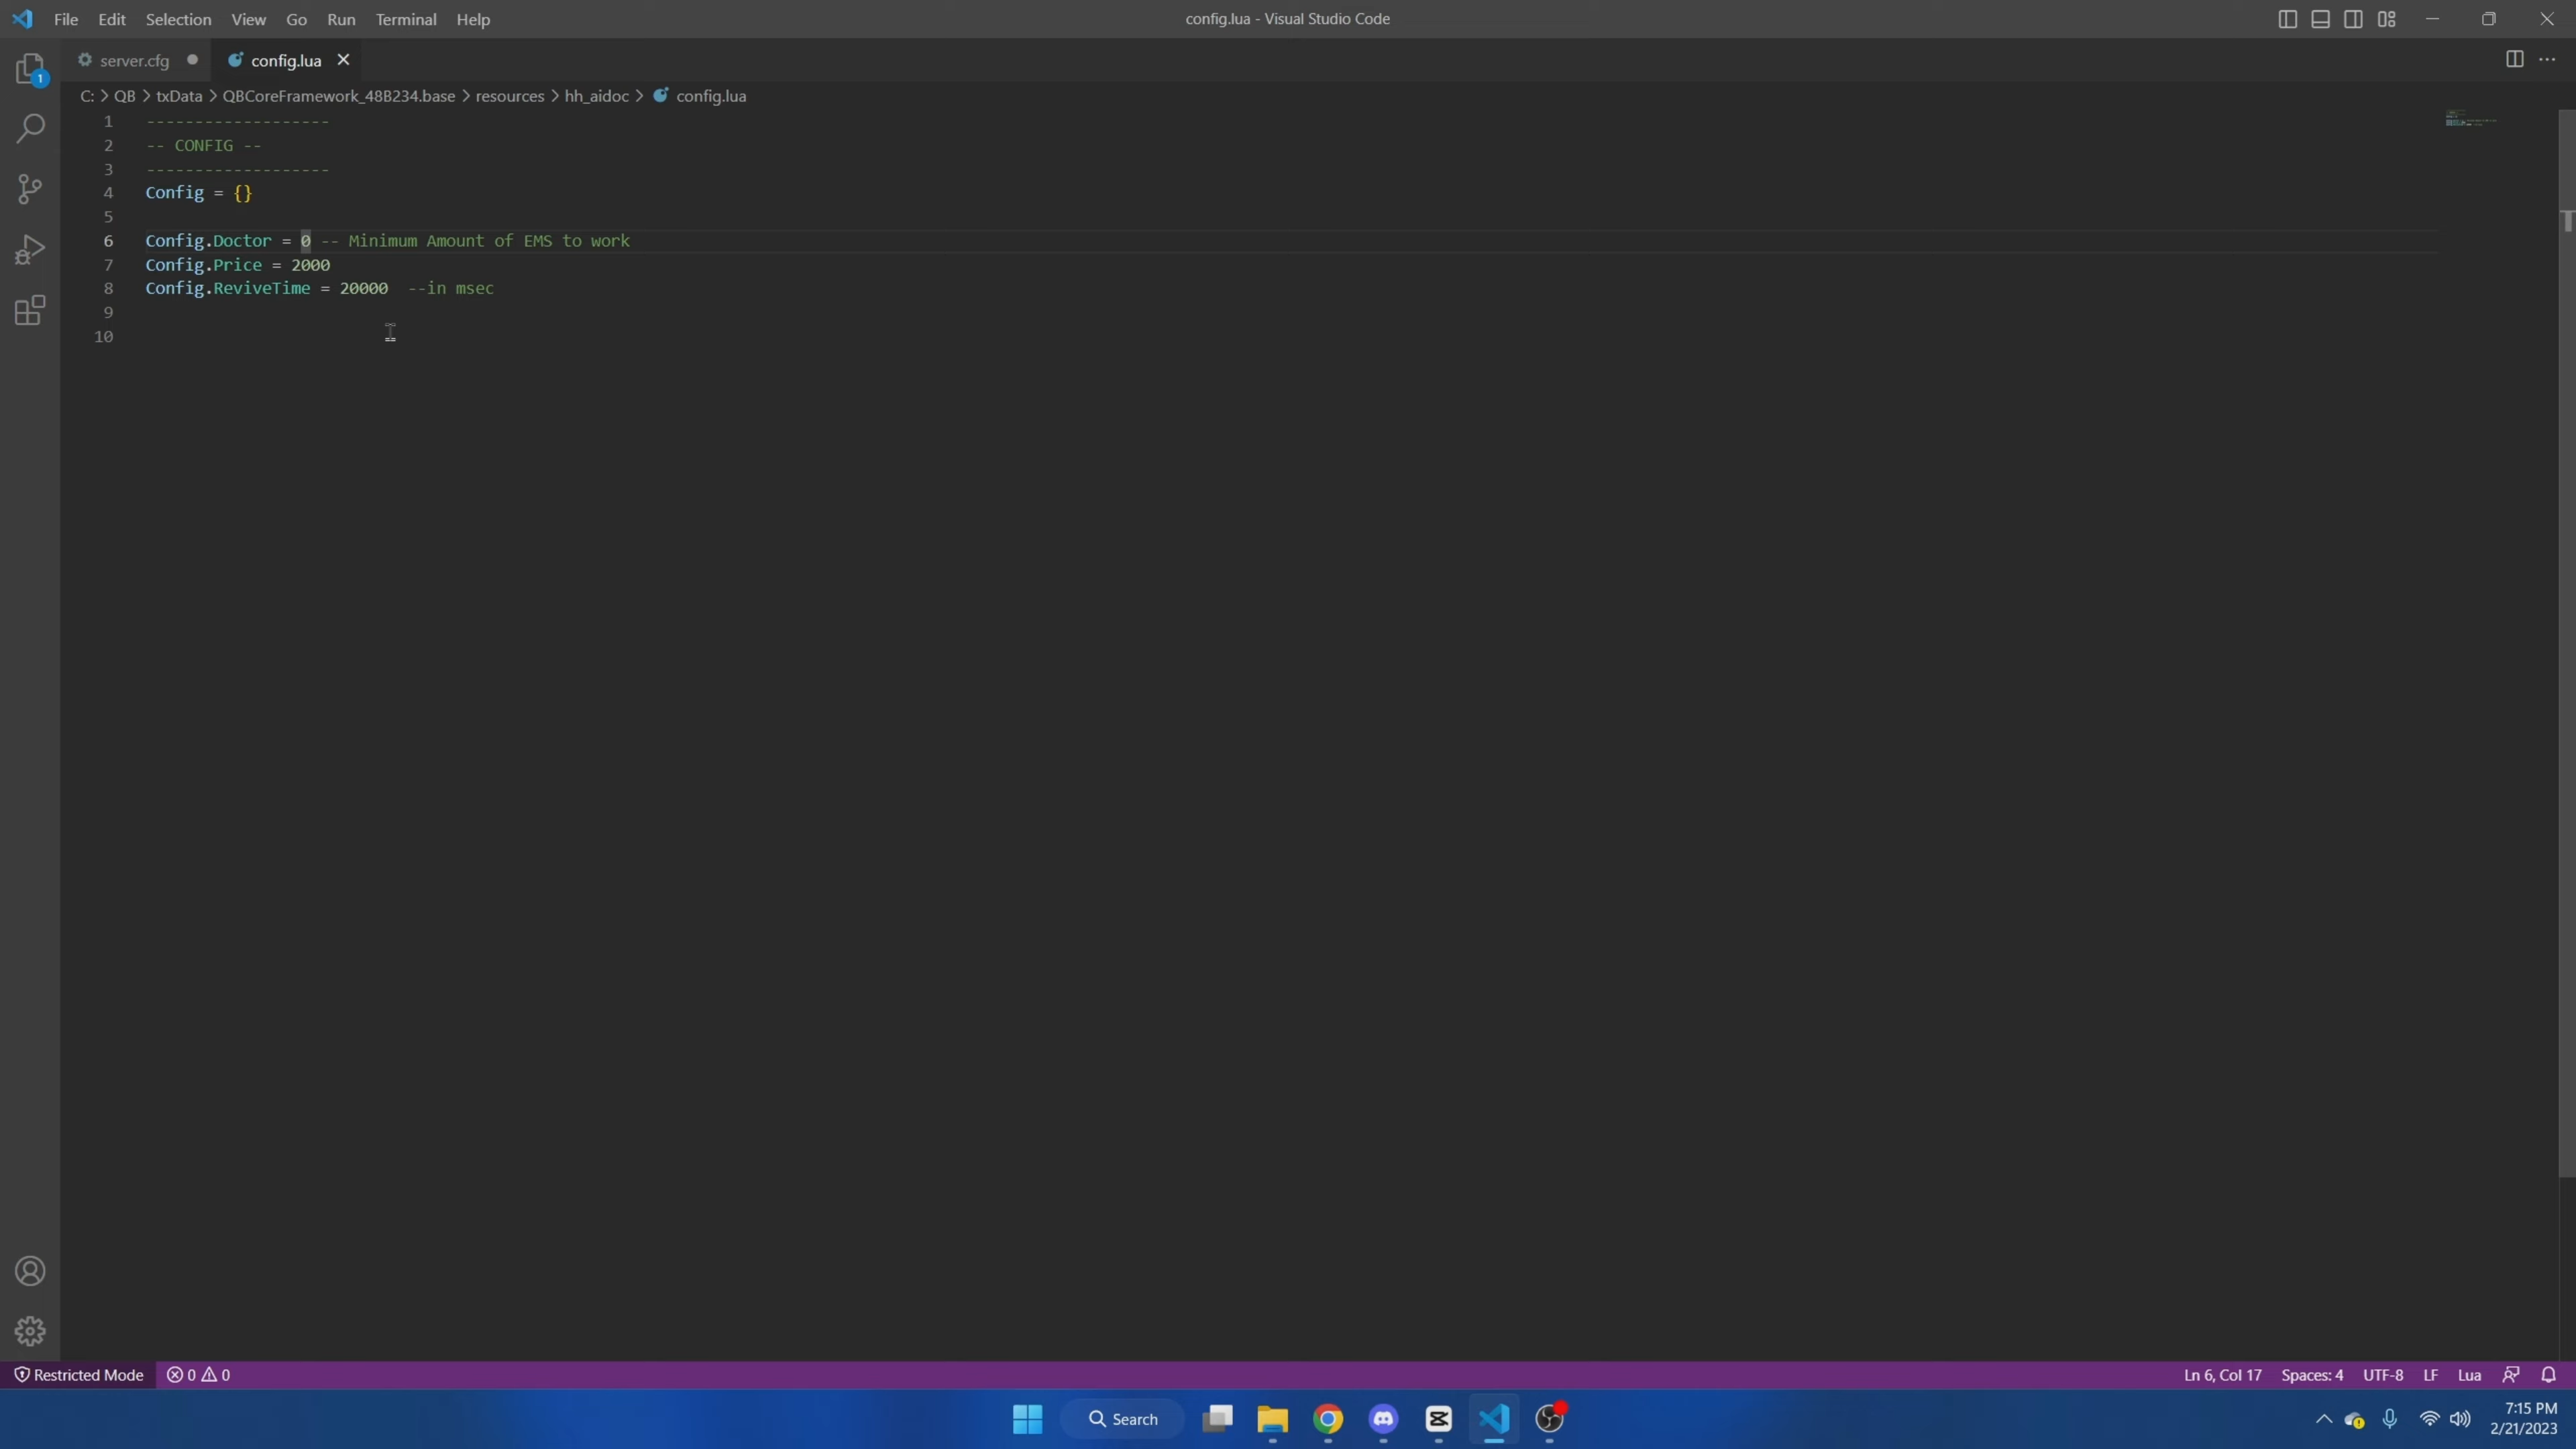 File Edit Selection View Go Run Terminal Help
config.lua - Visual Studio Code
server.cfg
config.lua
C: > QB > txData > QBCoreFramework_48B234.base > resources > hh_aidoc > config.lua
1
1 -------------------
2 -- CONFIG --
3 -------------------
4 Config = {}
5
6 Config.Doctor = 0 -- Minimum Amount of EMS to work
7 Config.Price = 2000
8 Config.ReviveTime = 20000  --in msec
9
10
Restricted Mode 0 0
Ln 6, Col 17 Spaces: 4 UTF-8 LF Lua
Search
7:15 PM
2/21/2023